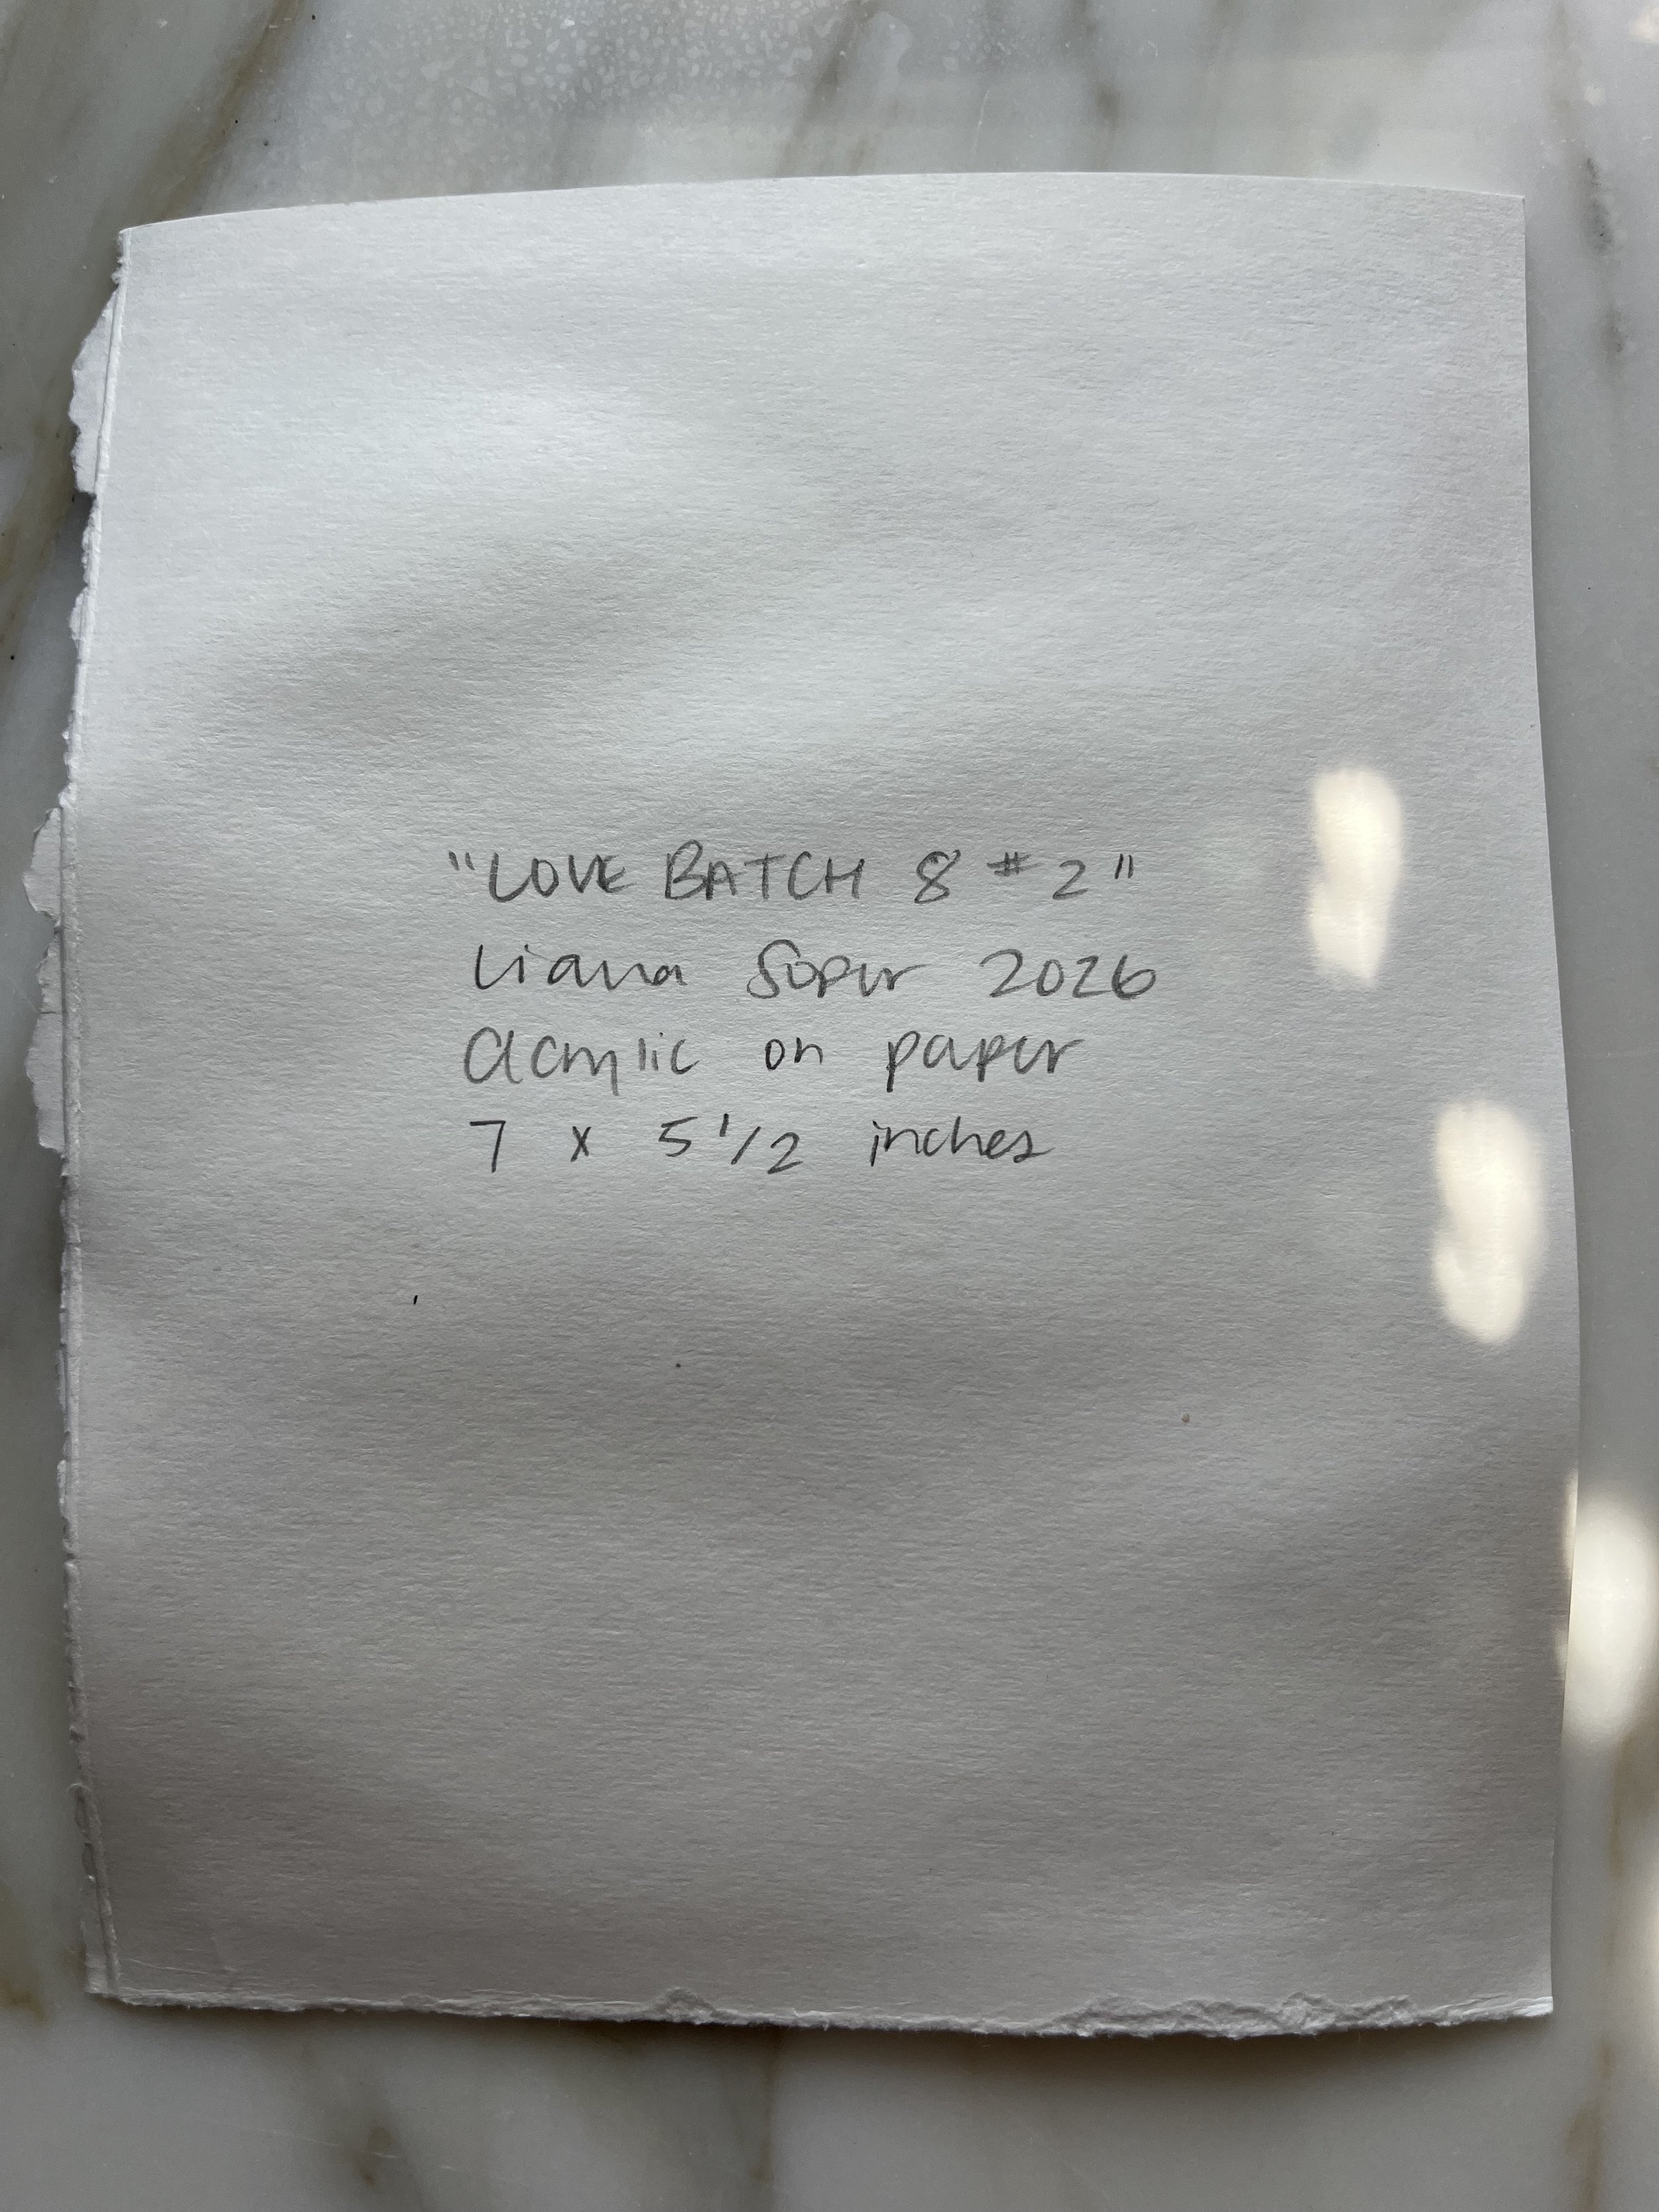 "LOVE BATCH 8 #2"
Liana Soper 2026
acrylic on paper
7 x 5 1/2 inches